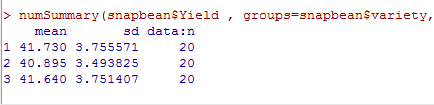 > numSummary(snapbean$Yield , groups=snapbean$variety,
mean sd data:n
1 41.730 3.755571 20
2 40.895 3.493825 20
3 41.640 3.751407 20